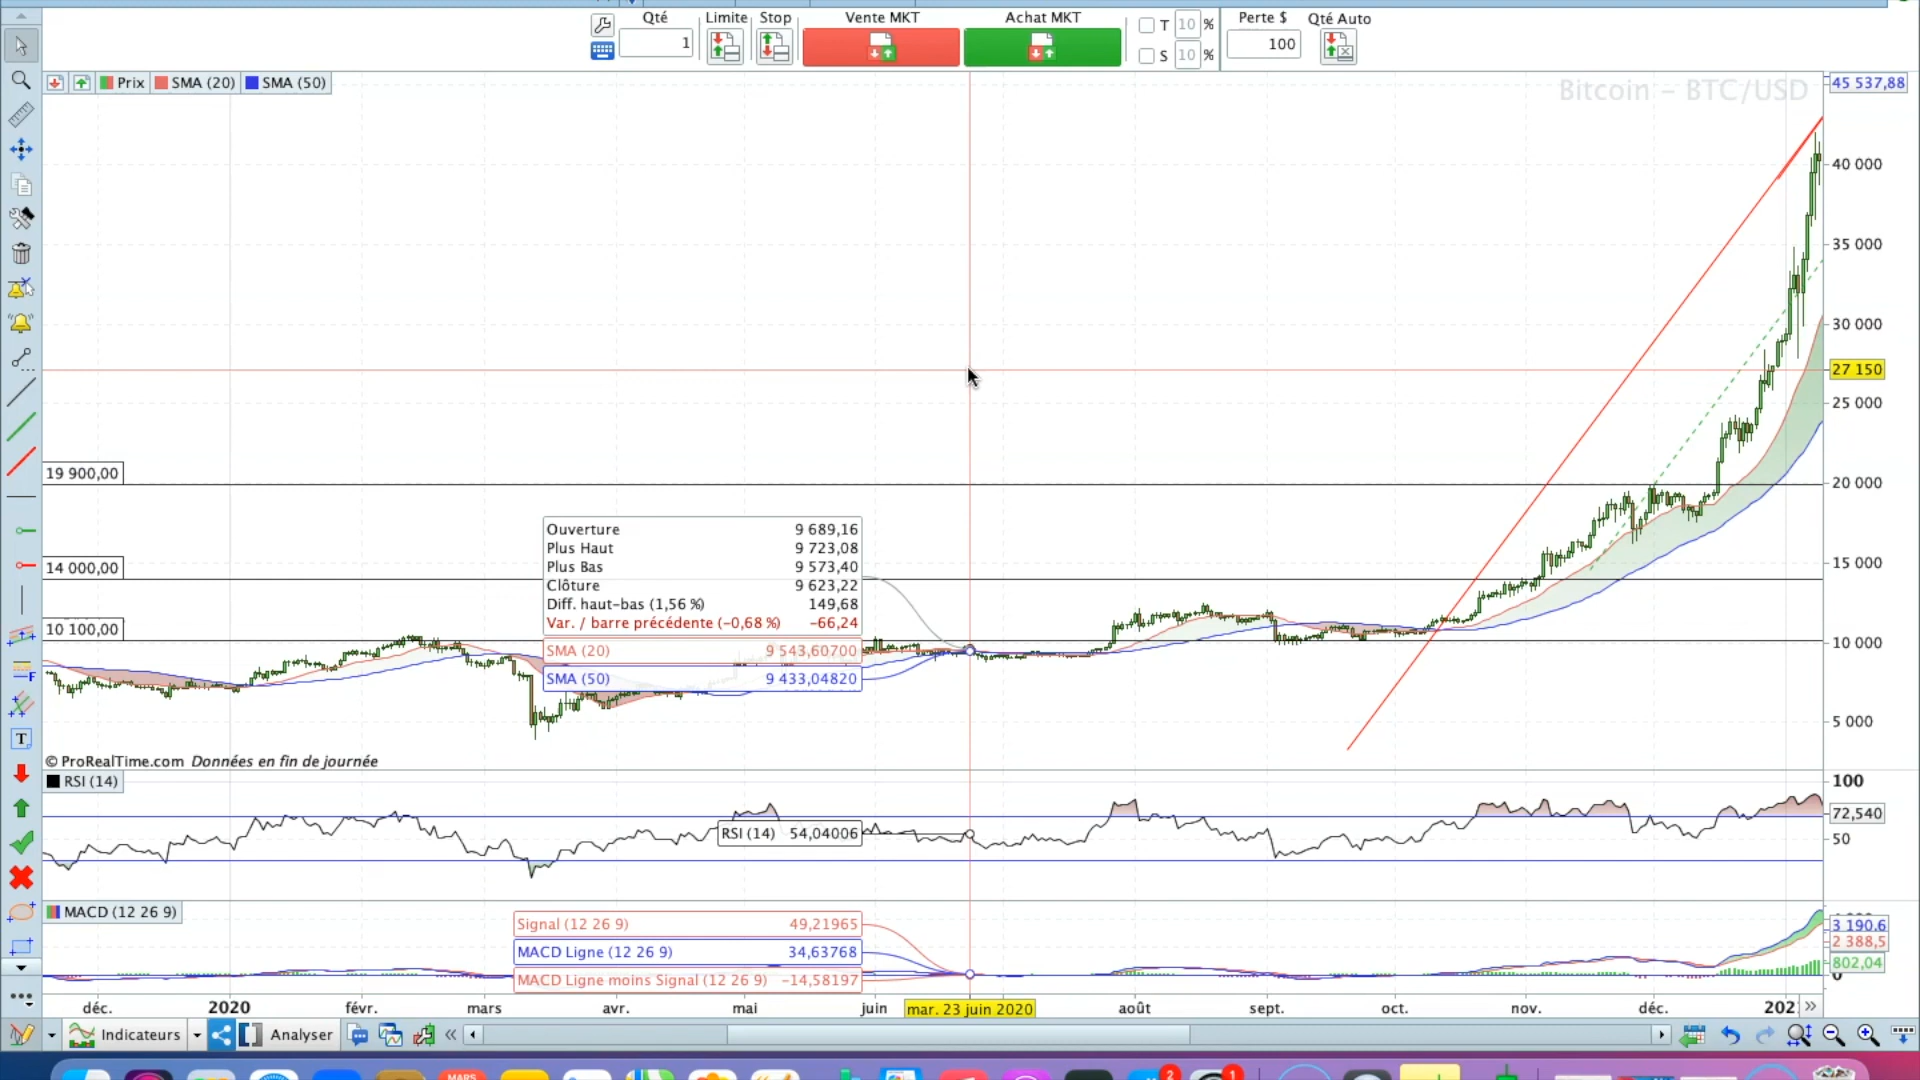 Qté
1
Limite
Stop
Vente MKT
Achat MKT
T 10 %
S 10 %
Perte $
100
Qté Auto
Prix
SMA (20)
SMA (50)
Bitcoin - BTC/USD
45 537,88
40 000
35 000
30 000
27 150
25 000
20 000
15 000
10 000
5 000
19 900,00
14 000,00
10 100,00
Ouverture 9 689,16
Plus Haut 9 723,08
Plus Bas 9 573,40
Clôture 9 623,22
Diff. haut-bas (1,56 %) 149,68
Var. / barre précédente (-0,68 %) -66,24
SMA (20) 9 543,60700
SMA (50) 9 433,04820
© ProRealTime.com Données en fin de journée
RSI (14)
100
72,540
50
RSI (14) 54,04006
MACD (12 26 9)
Signal (12 26 9) 49,21965
MACD Ligne (12 26 9) 34,63768
MACD Ligne moins Signal (12 26 9) -14,58197
3 190,6
2 388,5
802,04
0
déc.
2020
févr.
mars
avr.
mai
juin
mar. 23 juin 2020
août
sept.
oct.
nov.
déc.
202
Indicateurs
Analyser
MARS
2
1